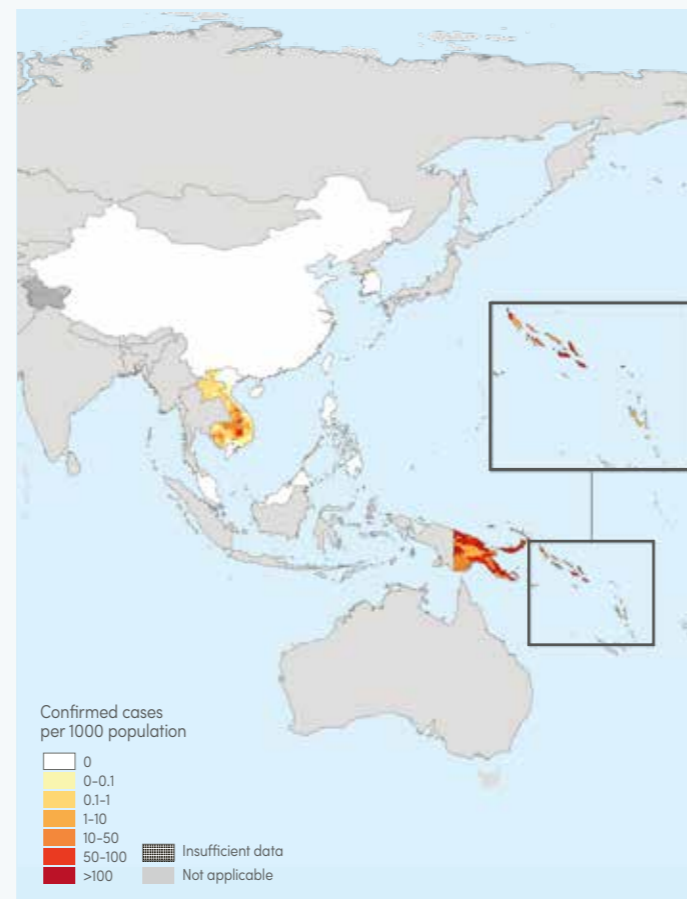 Confirmed cases
per 1000 population
0
0-0.1
0.1-1
1-10
10-50
50-100
>100
Insufficient data
Not applicable